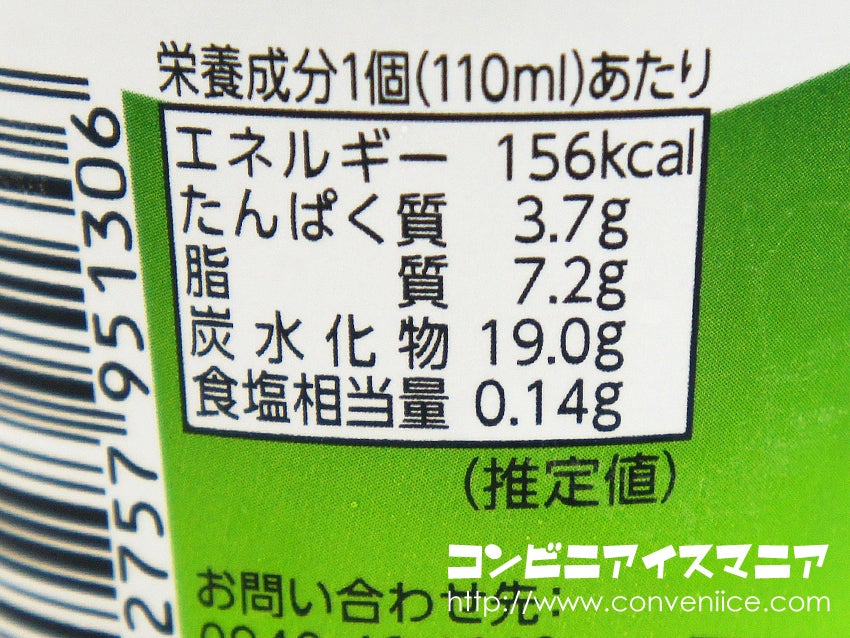 栄養成分1個(110ml)あたり
エネルギー 156kcal
たんぱく質 3.7g
脂質 7.2g
炭水化物 19.0g
食塩相当量 0.14g
(推定値)
お問い合わせ先:
2757 951306
コンビニアイスマニア
http://www.conveniice.com